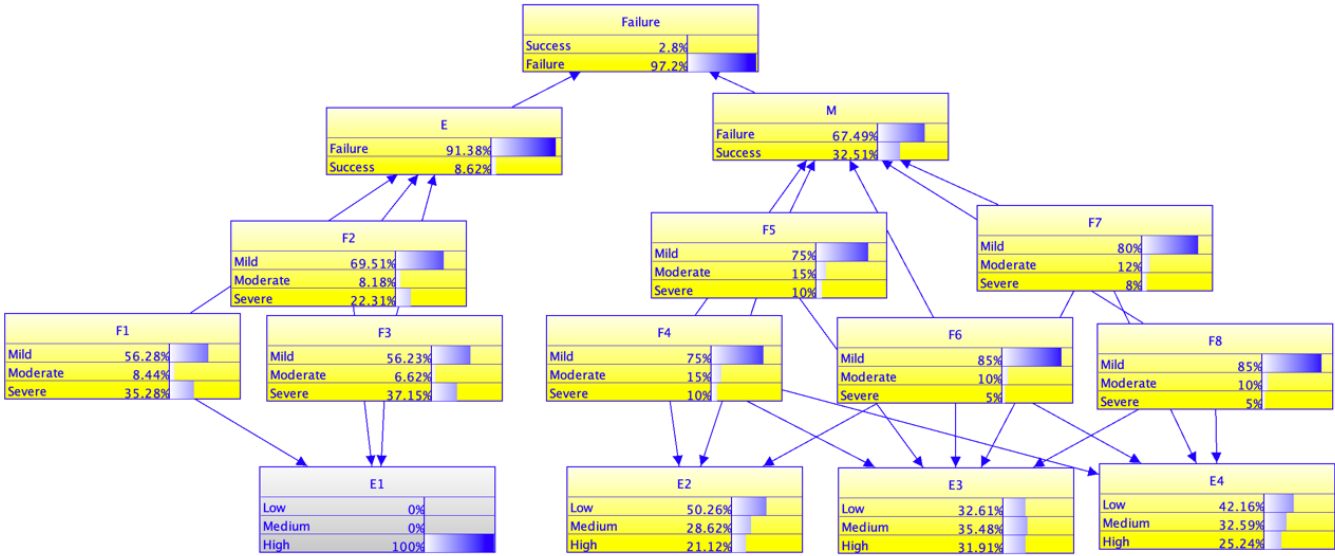 Failure
Success 2.8%
Failure 97.2%
E
Failure 91.38%
Success 8.62%
M
Failure 67.49%
Success 32.51%
F2
Mild 69.51%
Moderate 8.18%
Severe 22.31%
F5
Mild 75%
Moderate 15%
Severe 10%
F7
Mild 80%
Moderate 12%
Severe 8%
F1
Mild 56.28%
Moderate 8.44%
Severe 35.28%
F3
Mild 56.23%
Moderate 6.62%
Severe 37.15%
F4
Mild 75%
Moderate 15%
Severe 10%
F6
Mild 85%
Moderate 10%
Severe 5%
F8
Mild 85%
Moderate 10%
Severe 5%
E1
Low 0%
Medium 0%
High 100%
E2
Low 50.26%
Medium 28.62%
High 21.12%
E3
Low 32.61%
Medium 35.48%
High 31.91%
E4
Low 42.16%
Medium 32.59%
High 25.24%